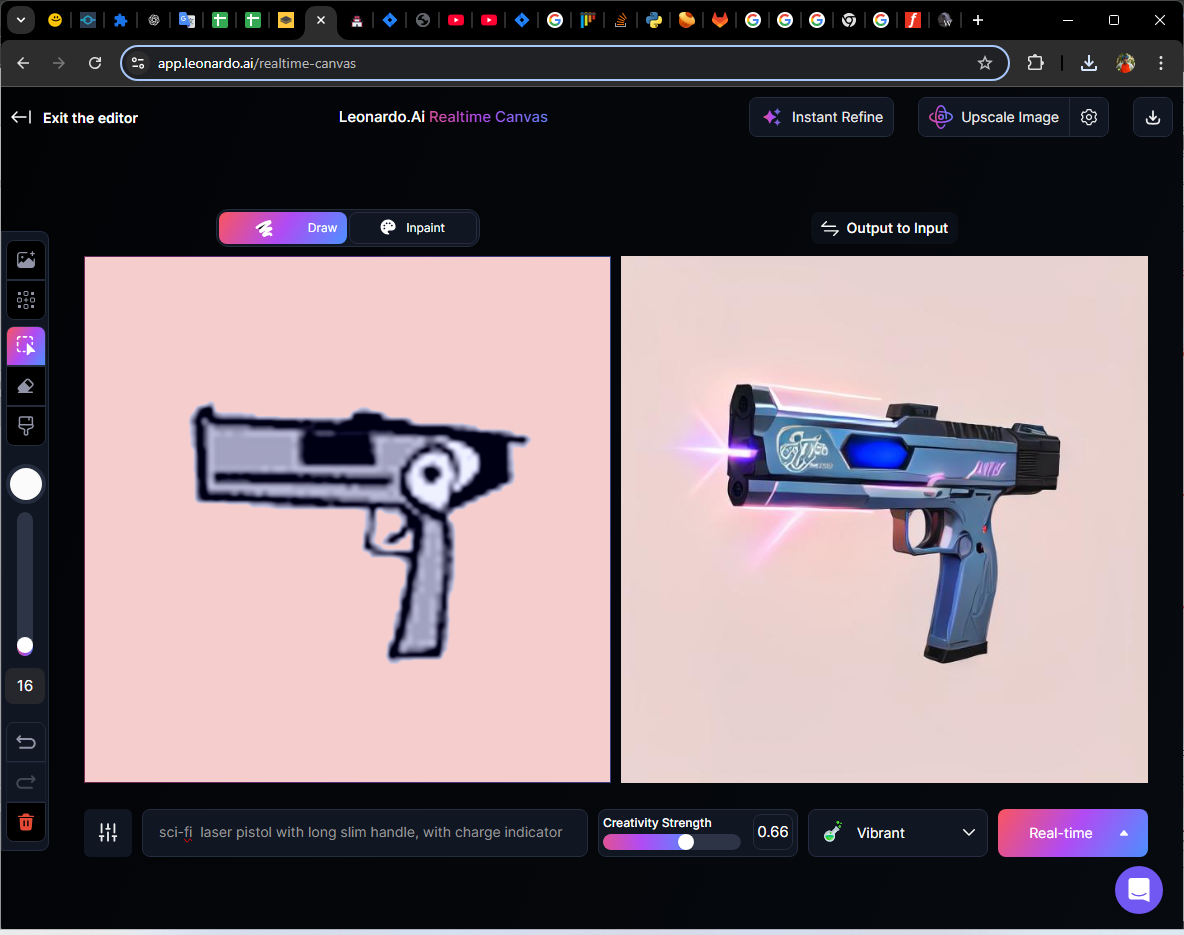 app.leonardo.ai/realtime-canvas
Exit the editor
Leonardo.Ai Realtime Canvas
Instant Refine
Upscale Image
Draw
Inpaint
Output to Input
16
sci-fi laser pistol with long slim handle, with charge indicator
Creativity Strength
0.66
Vibrant
Real-time